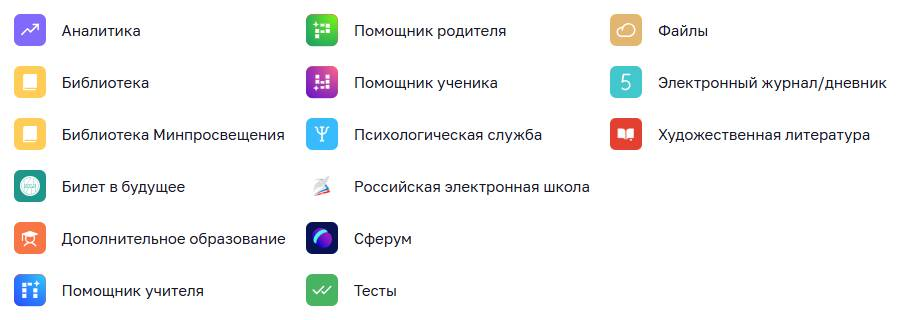 Аналитика
Библиотека
Библиотека Минпросвещения
Билет в будущее
Дополнительное образование
Помощник учителя
Помощник родителя
Помощник ученика
Психологическая служба
Российская электронная школа
Сферум
Тесты
Файлы
5 Электронный журнал/дневник
Художественная литература